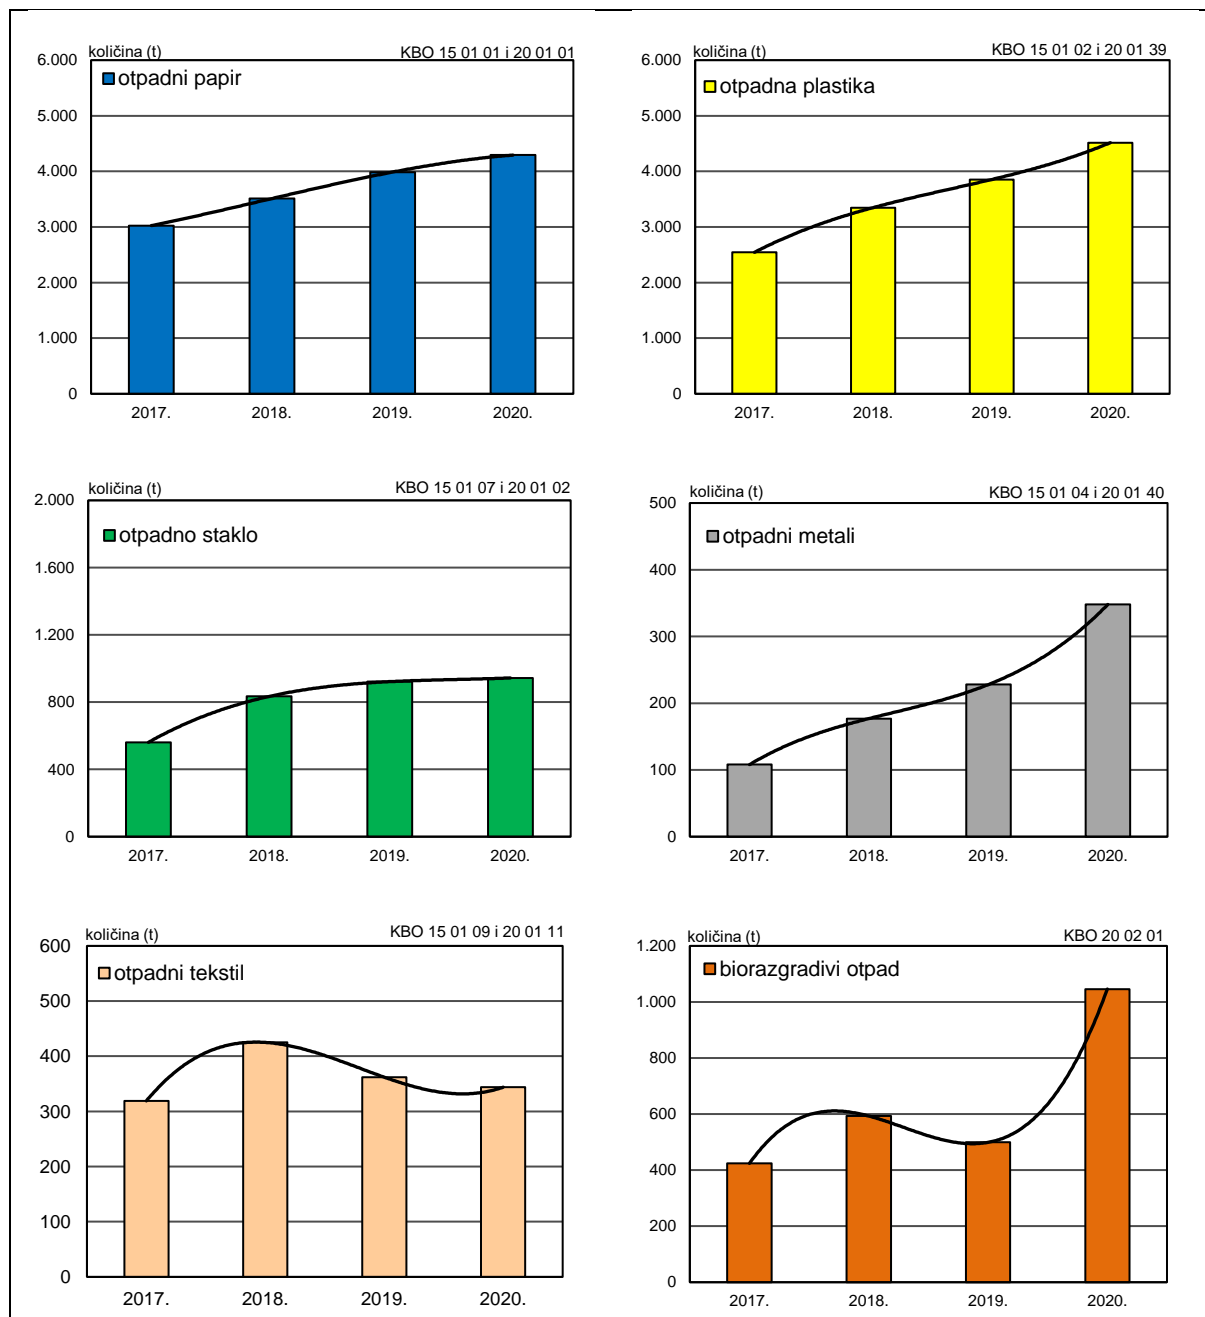 količina (t)
KBO 15 01 01 i 20 01 01
6.000
otpadni papir
5.000
4.000
3.000
2.000
1.000
0
2017. 2018. 2019. 2020.
količina (t)
KBO 15 01 02 i 20 01 39
6.000
otpadna plastika
5.000
4.000
3.000
2.000
1.000
0
2017. 2018. 2019. 2020.
količina (t)
KBO 15 01 07 i 20 01 02
2.000
otpadno staklo
1.600
1.200
800
400
0
2017. 2018. 2019. 2020.
količina (t)
KBO 15 01 04 i 20 01 40
500
otpadni metali
400
300
200
100
0
2017. 2018. 2019. 2020.
količina (t)
KBO 15 01 09 i 20 01 11
600
otpadni tekstil
500
400
300
200
100
0
2017. 2018. 2019. 2020.
količina (t)
KBO 20 02 01
1.200
biorazgradivi otpad
1.000
800
600
400
200
0
2017. 2018. 2019. 2020.